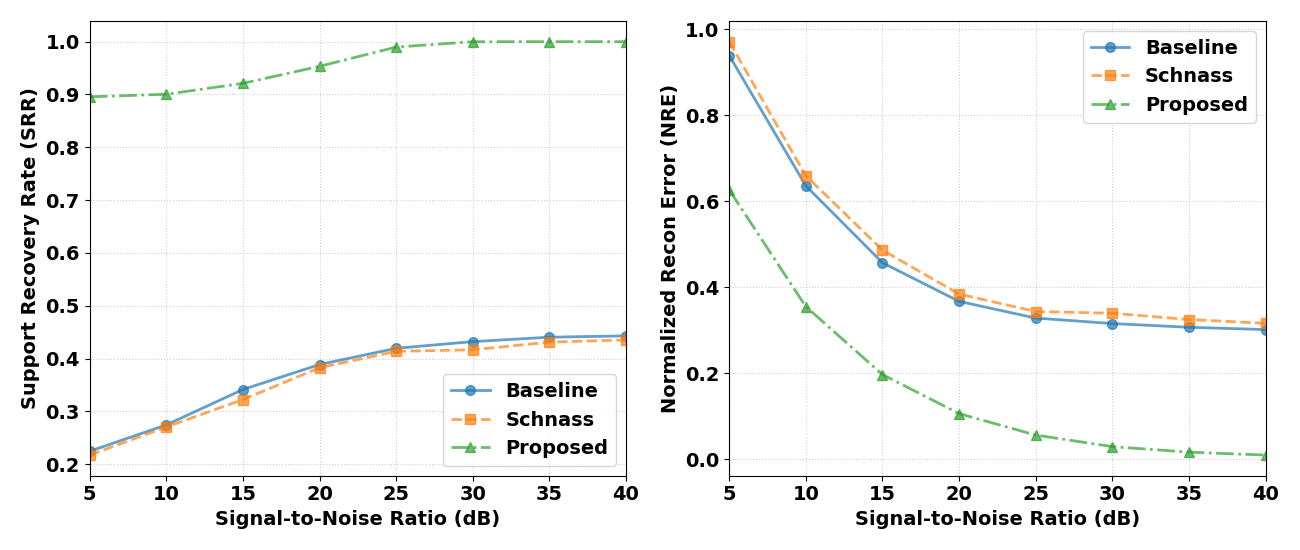 1.0
0.9
0.8
0.7
0.6
0.5
0.4
0.3
0.2
Support Recovery Rate (SRR)
Baseline
Schnass
Proposed
5 10 15 20 25 30 35 40
Signal-to-Noise Ratio (dB)
1.0
0.8
0.6
0.4
0.2
0.0
Normalized Recon Error (NRE)
Baseline
Schnass
Proposed
5 10 15 20 25 30 35 40
Signal-to-Noise Ratio (dB)